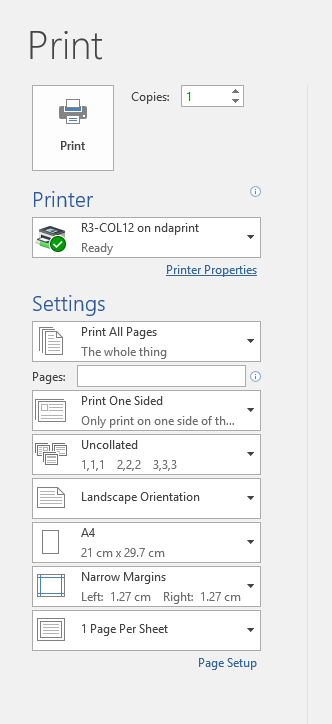 Print
Copies: 1
Print
Printer
R3-COL12 on ndaprint
Ready
Printer Properties
Settings
Print All Pages
The whole thing
Pages:
Print One Sided
Only print on one side of th...
Uncollated
1,1,1 2,2,2 3,3,3
Landscape Orientation
A4
21 cm x 29.7 cm
Narrow Margins
Left: 1.27 cm Right: 1.27 cm
1 Page Per Sheet
Page Setup